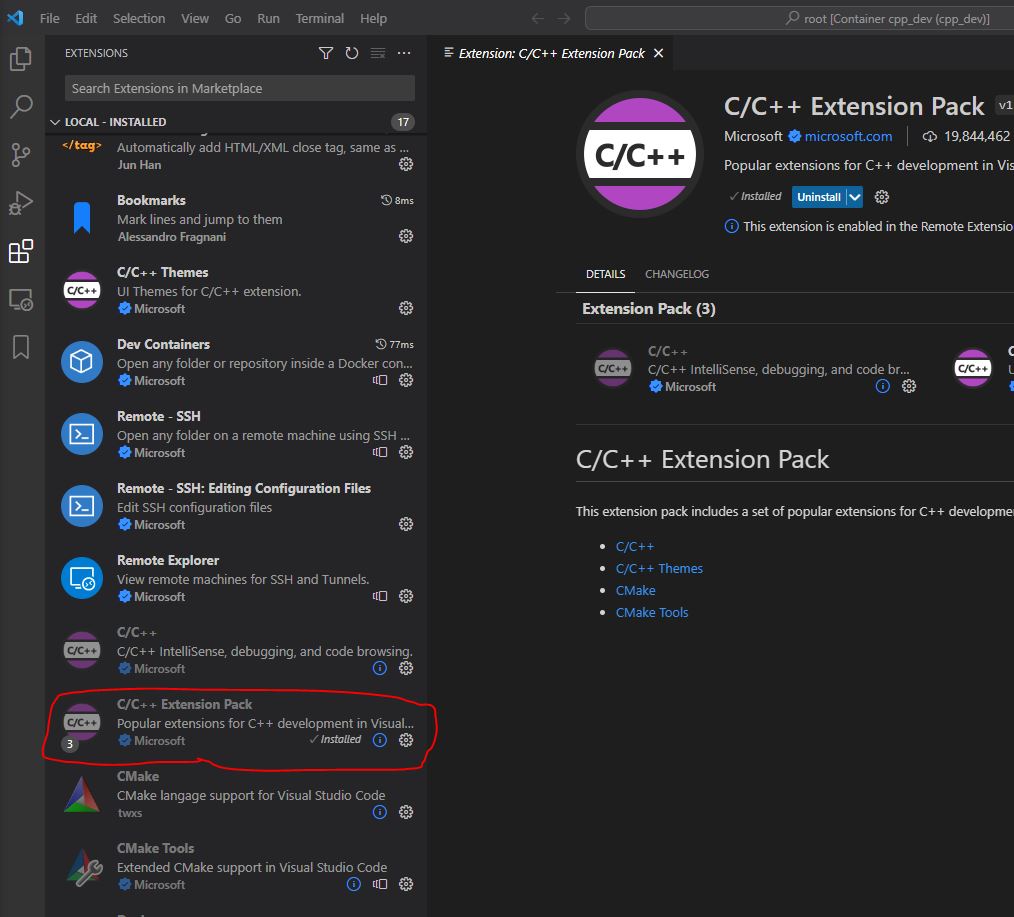 File Edit Selection View Go Run Terminal Help
root [Container cpp_dev (cpp_dev)]
EXTENSIONS
Search Extensions in Marketplace
LOCAL - INSTALLED 17
</tag>
Automatically add HTML/XML close tag, same as ...
Jun Han
Bookmarks 8ms
Mark lines and jump to them
Alessandro Fragnani
C/C++
C/C++ Themes
UI Themes for C/C++ extension.
Microsoft
Dev Containers 77ms
Open any folder or repository inside a Docker con...
Microsoft
Remote - SSH
Open any folder on a remote machine using SSH ...
Microsoft
Remote - SSH: Editing Configuration Files
Edit SSH configuration files
Microsoft
Remote Explorer
View remote machines for SSH and Tunnels.
Microsoft
C/C++
C/C++
C/C++ IntelliSense, debugging, and code browsing.
Microsoft
C/C++
3
C/C++ Extension Pack
Popular extensions for C++ development in Visual...
Microsoft ✓Installed
CMake
CMake langage support for Visual Studio Code
twxs
CMake Tools
Extended CMake support in Visual Studio Code
Microsoft
Extension: C/C++ Extension Pack
C/C++
C/C++ Extension Pack v1
Microsoft microsoft.com 19,844,462
Popular extensions for C++ development in Vis
✓Installed Uninstall
This extension is enabled in the Remote Extensio
DETAILS CHANGELOG
Extension Pack (3)
C/C++
C/C++
C/C++ IntelliSense, debugging, and code br...
Microsoft
C/C++
C/C++ Extension Pack
This extension pack includes a set of popular extensions for C++ developme
C/C++
C/C++ Themes
CMake
CMake Tools